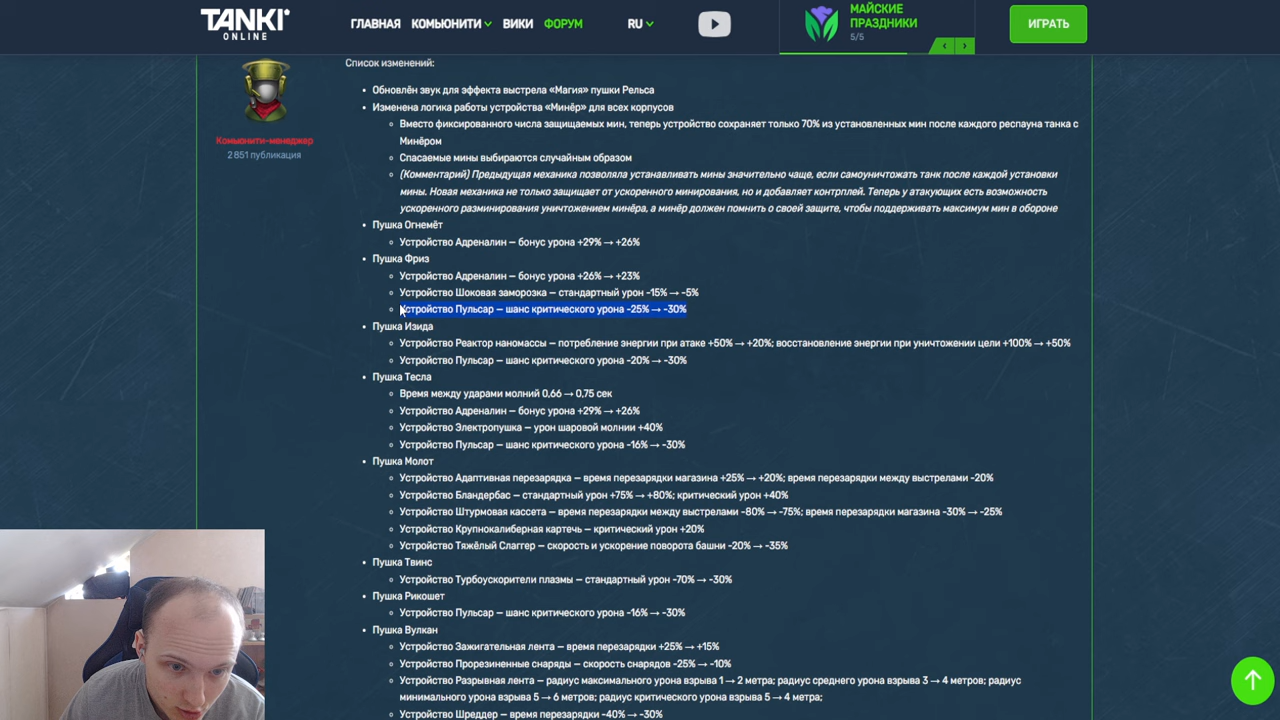 TANKI
ONLINE
ГЛАВНАЯ
КОМЬЮНИТИ
ВИКИ
ФОРУМ
RU
МАЙСКИЕ
ПРАЗДНИКИ
5/5
ИГРАТЬ
Комьюнити-менеджер
2 851 публикация
Список изменений:
Обновлён звук для эффекта выстрела «Магия» пушки Рельса
Изменена логика работы устройства «Минёр» для всех корпусов
Вместо фиксированного числа защищаемых мин, теперь устройство сохраняет только 70% из установленных мин после каждого респауна танка с
Минёром
Спасаемые мины выбираются случайным образом
(Комментарий) Предыдущая механика позволяла устанавливать мины значительно чаще, если самоуничтожать танк после каждой установки
мины. Новая механика не только защищает от ускоренного минирования, но и добавляет контрплей. Теперь у атакующих есть возможность
ускоренного разминирования уничтожением минёра, а минёр должен помнить о своей защите, чтобы поддерживать максимум мин в обороне
Пушка Огнемёт
Устройство Адреналин — бонус урона +29% → +26%
Пушка Фриз
Устройство Адреналин — бонус урона +26% → +23%
Устройство Шоковая заморозка — стандартный урон -15% → -5%
Устройство Пульсар — шанс критического урона -25% → -30%
Пушка Изида
Устройство Реактор наномассы — потребление энергии при атаке +50% → +20%; восстановление энергии при уничтожении цели +100% → +50%
Устройство Пульсар — шанс критического урона -20% → -30%
Пушка Тесла
Время между ударами молний 0,66 → 0,75 сек
Устройство Адреналин — бонус урона +29% → +26%
Устройство Электропушка — урон шаровой молнии +40%
Устройство Пульсар — шанс критического урона -16% → -30%
Пушка Молот
Устройство Адаптивная перезарядка — время перезарядки магазина +25% → +20%; время перезарядки между выстрелами -20%
Устройство Бландербас — стандартный урон +75% → +80%; критический урон +40%
Устройство Штурмовая кассета — время перезарядки между выстрелами -80% → -75%; время перезарядки магазина -30% → -25%
Устройство Крупнокалиберная картечь — критический урон +20%
Устройство Тяжёлый Слаггер — скорость и ускорение поворота башни -20% → -35%
Пушка Твинс
Устройство Турбоускорители плазмы — стандартный урон -70% → -30%
Пушка Рикошет
Устройство Пульсар — шанс критического урона -16% → -30%
Пушка Вулкан
Устройство Зажигательная лента — время перезарядки +25% → +15%
Устройство Прорезиненные снаряды — скорость снарядов -25% → -10%
Устройство Разрывная лента — радиус максимального урона взрыва 1 → 2 метра; радиус среднего урона взрыва 3 → 4 метров; радиус
минимального урона взрыва 5 → 6 метров; радиус критического урона взрыва 5 → 4 метра;
Устройство Шреддер — время перезарядки -40% → -30%